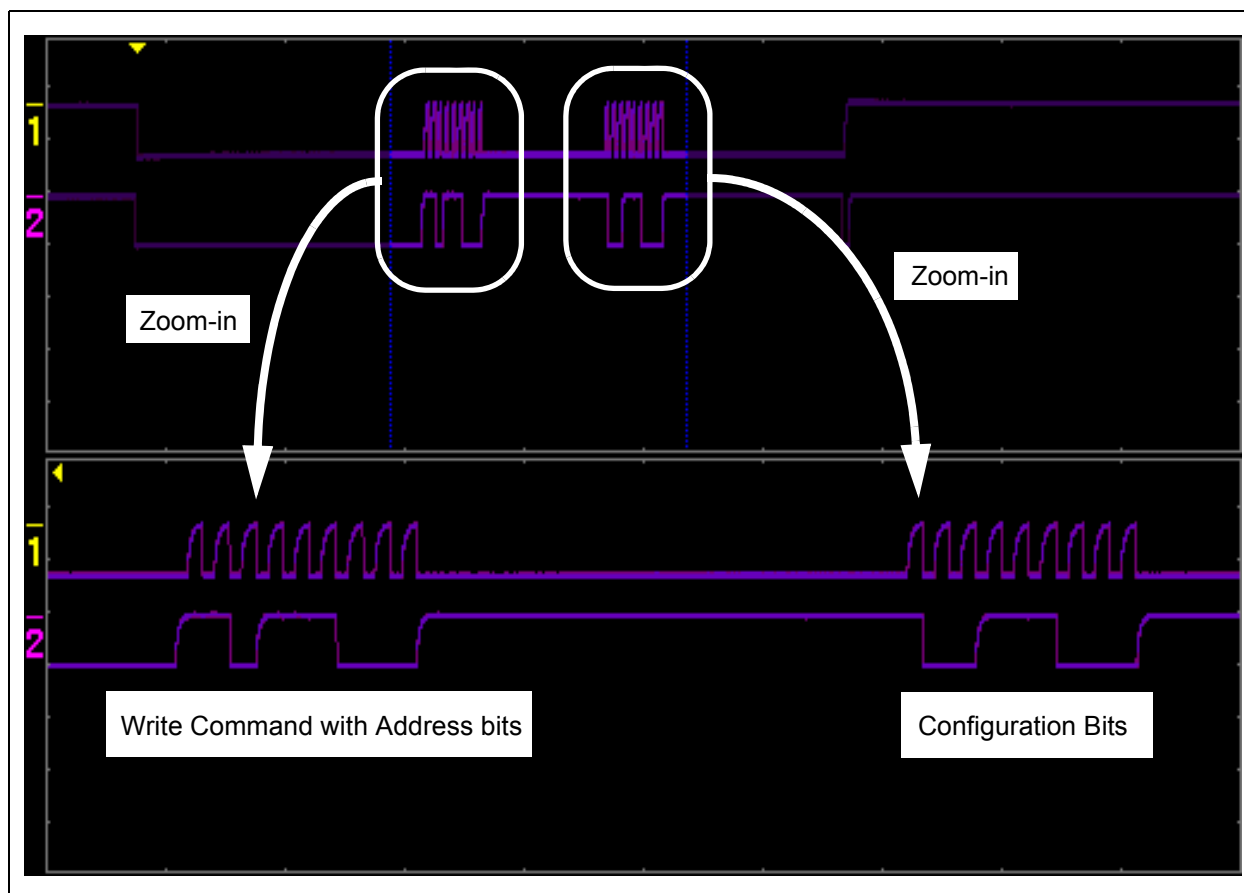 1
2
Zoom-in
Zoom-in
1
2
Write Command with Address bits
Configuration Bits